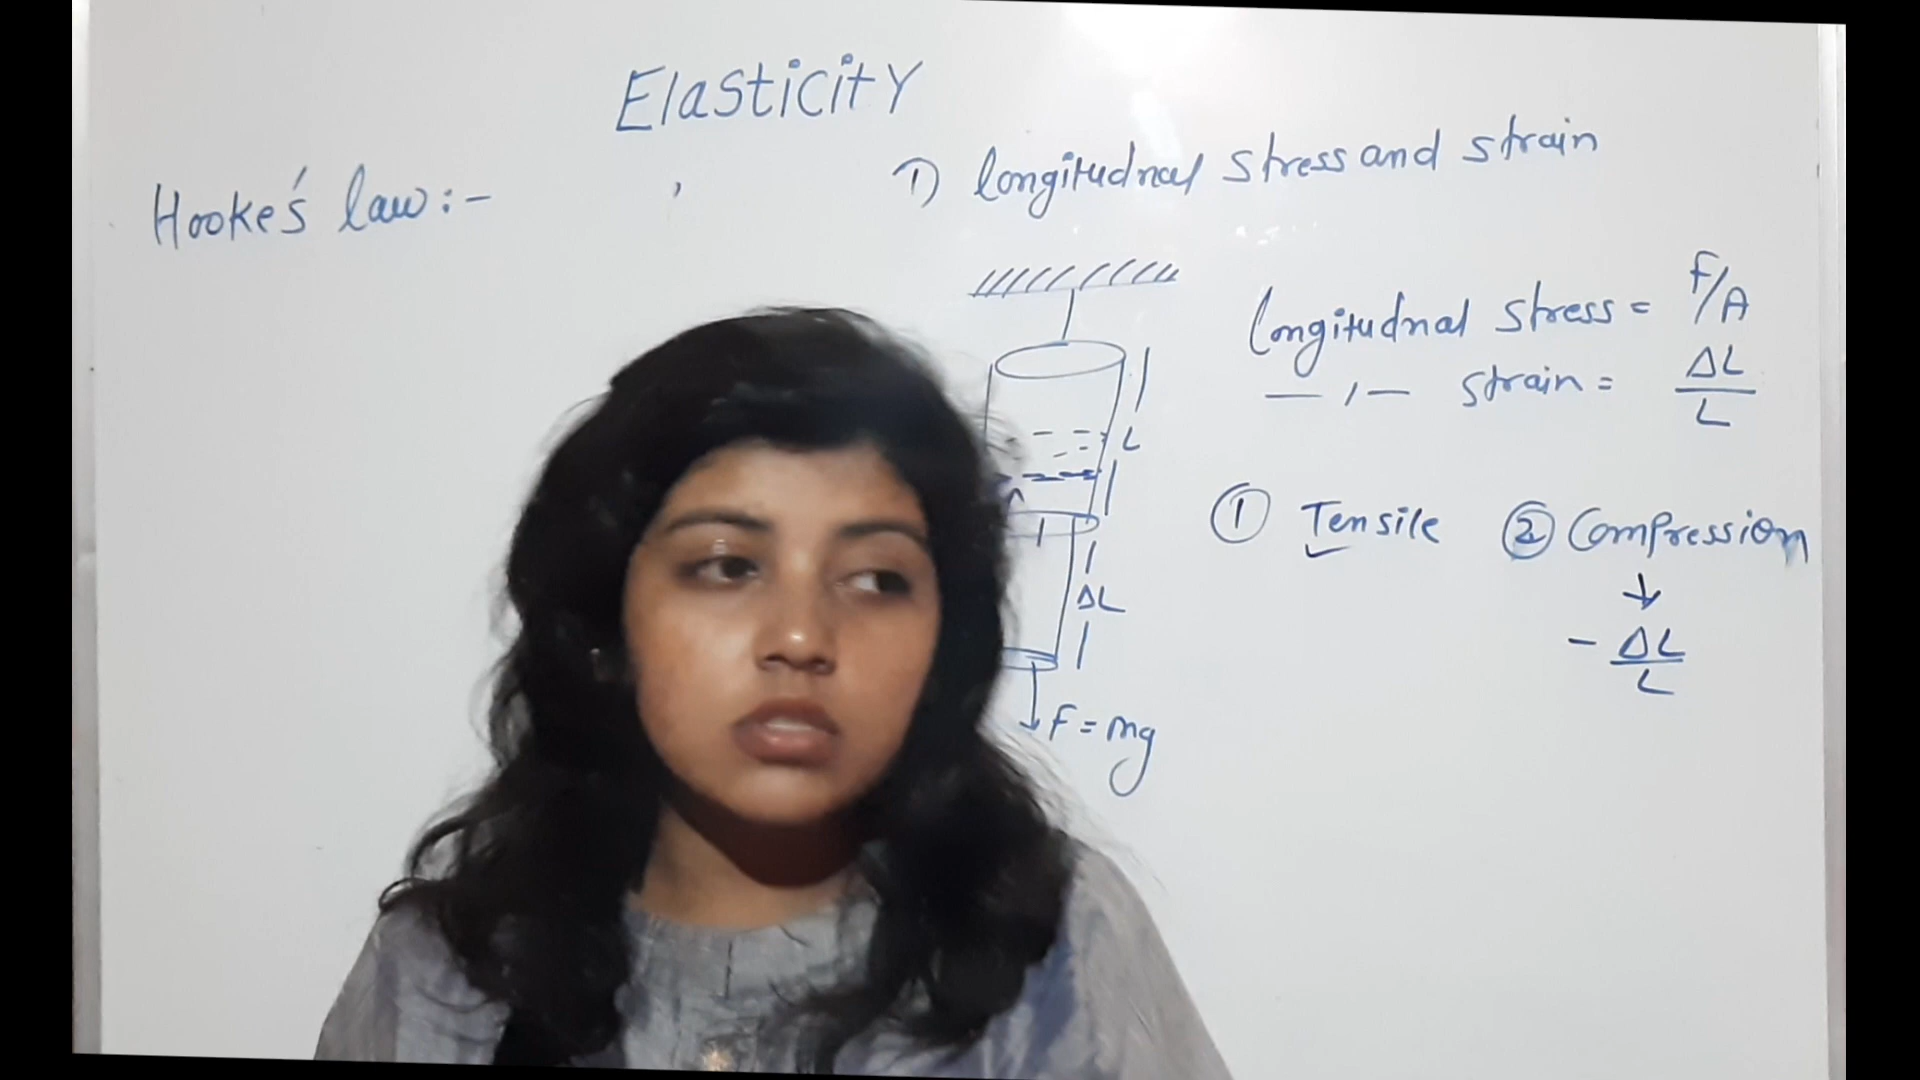 Elasticity
Hooke's law:-
1) longitudnal stress and strain
longitudnal stress = F/A
— , — strain = ΔL/L
L
① Tensile ② Compression
ΔL
- ΔL/L
F = mg